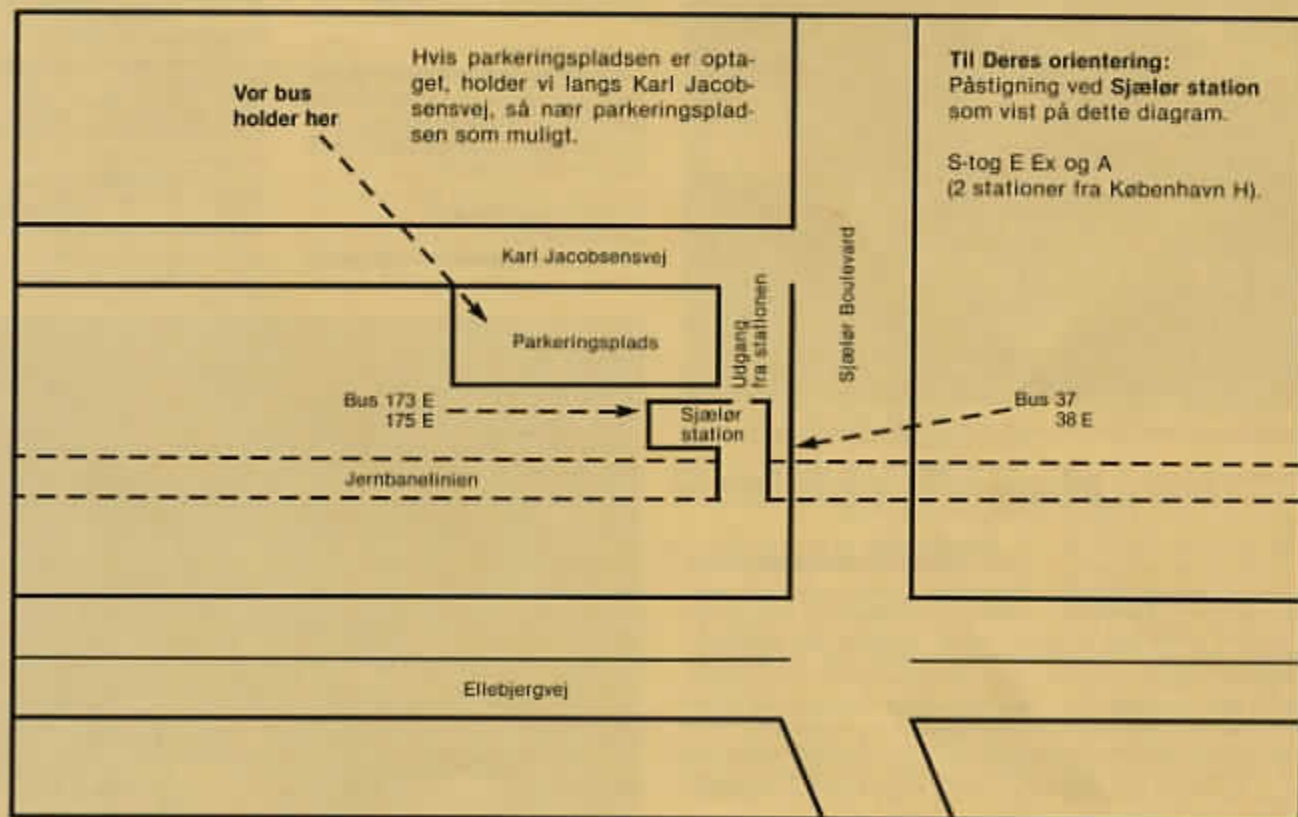 Hvis parkeringspladsen er opta-
get, holder vi langs Karl Jacob-
sensvej, så nær parkeringsplad-
sen som muligt.
Vor bus
holder her
Til Deres orientering:
Påstigning ved Sjælør station
som vist på dette diagram.
S-tog E Ex og A
(2 stationer fra København H).
Karl Jacobsensvej
Sjælør Boulevard
Udgang
fra stationen
Parkeringsplads
Bus 173 E
175 E
Sjælør
station
Bus 37
38 E
Jernbanelinien
Ellebjergvej